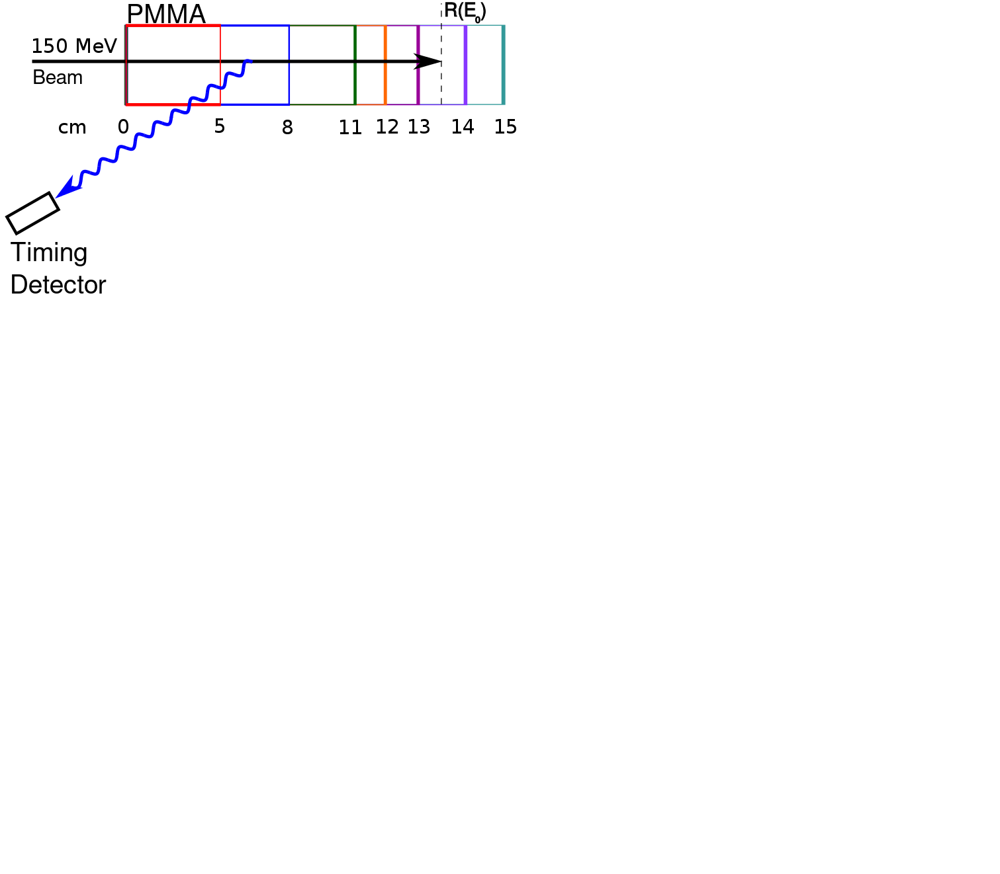 PMMA
R(E₀)
150 MeV
Beam
cm 0 5 8 11 12 13 14 15
Timing
Detector